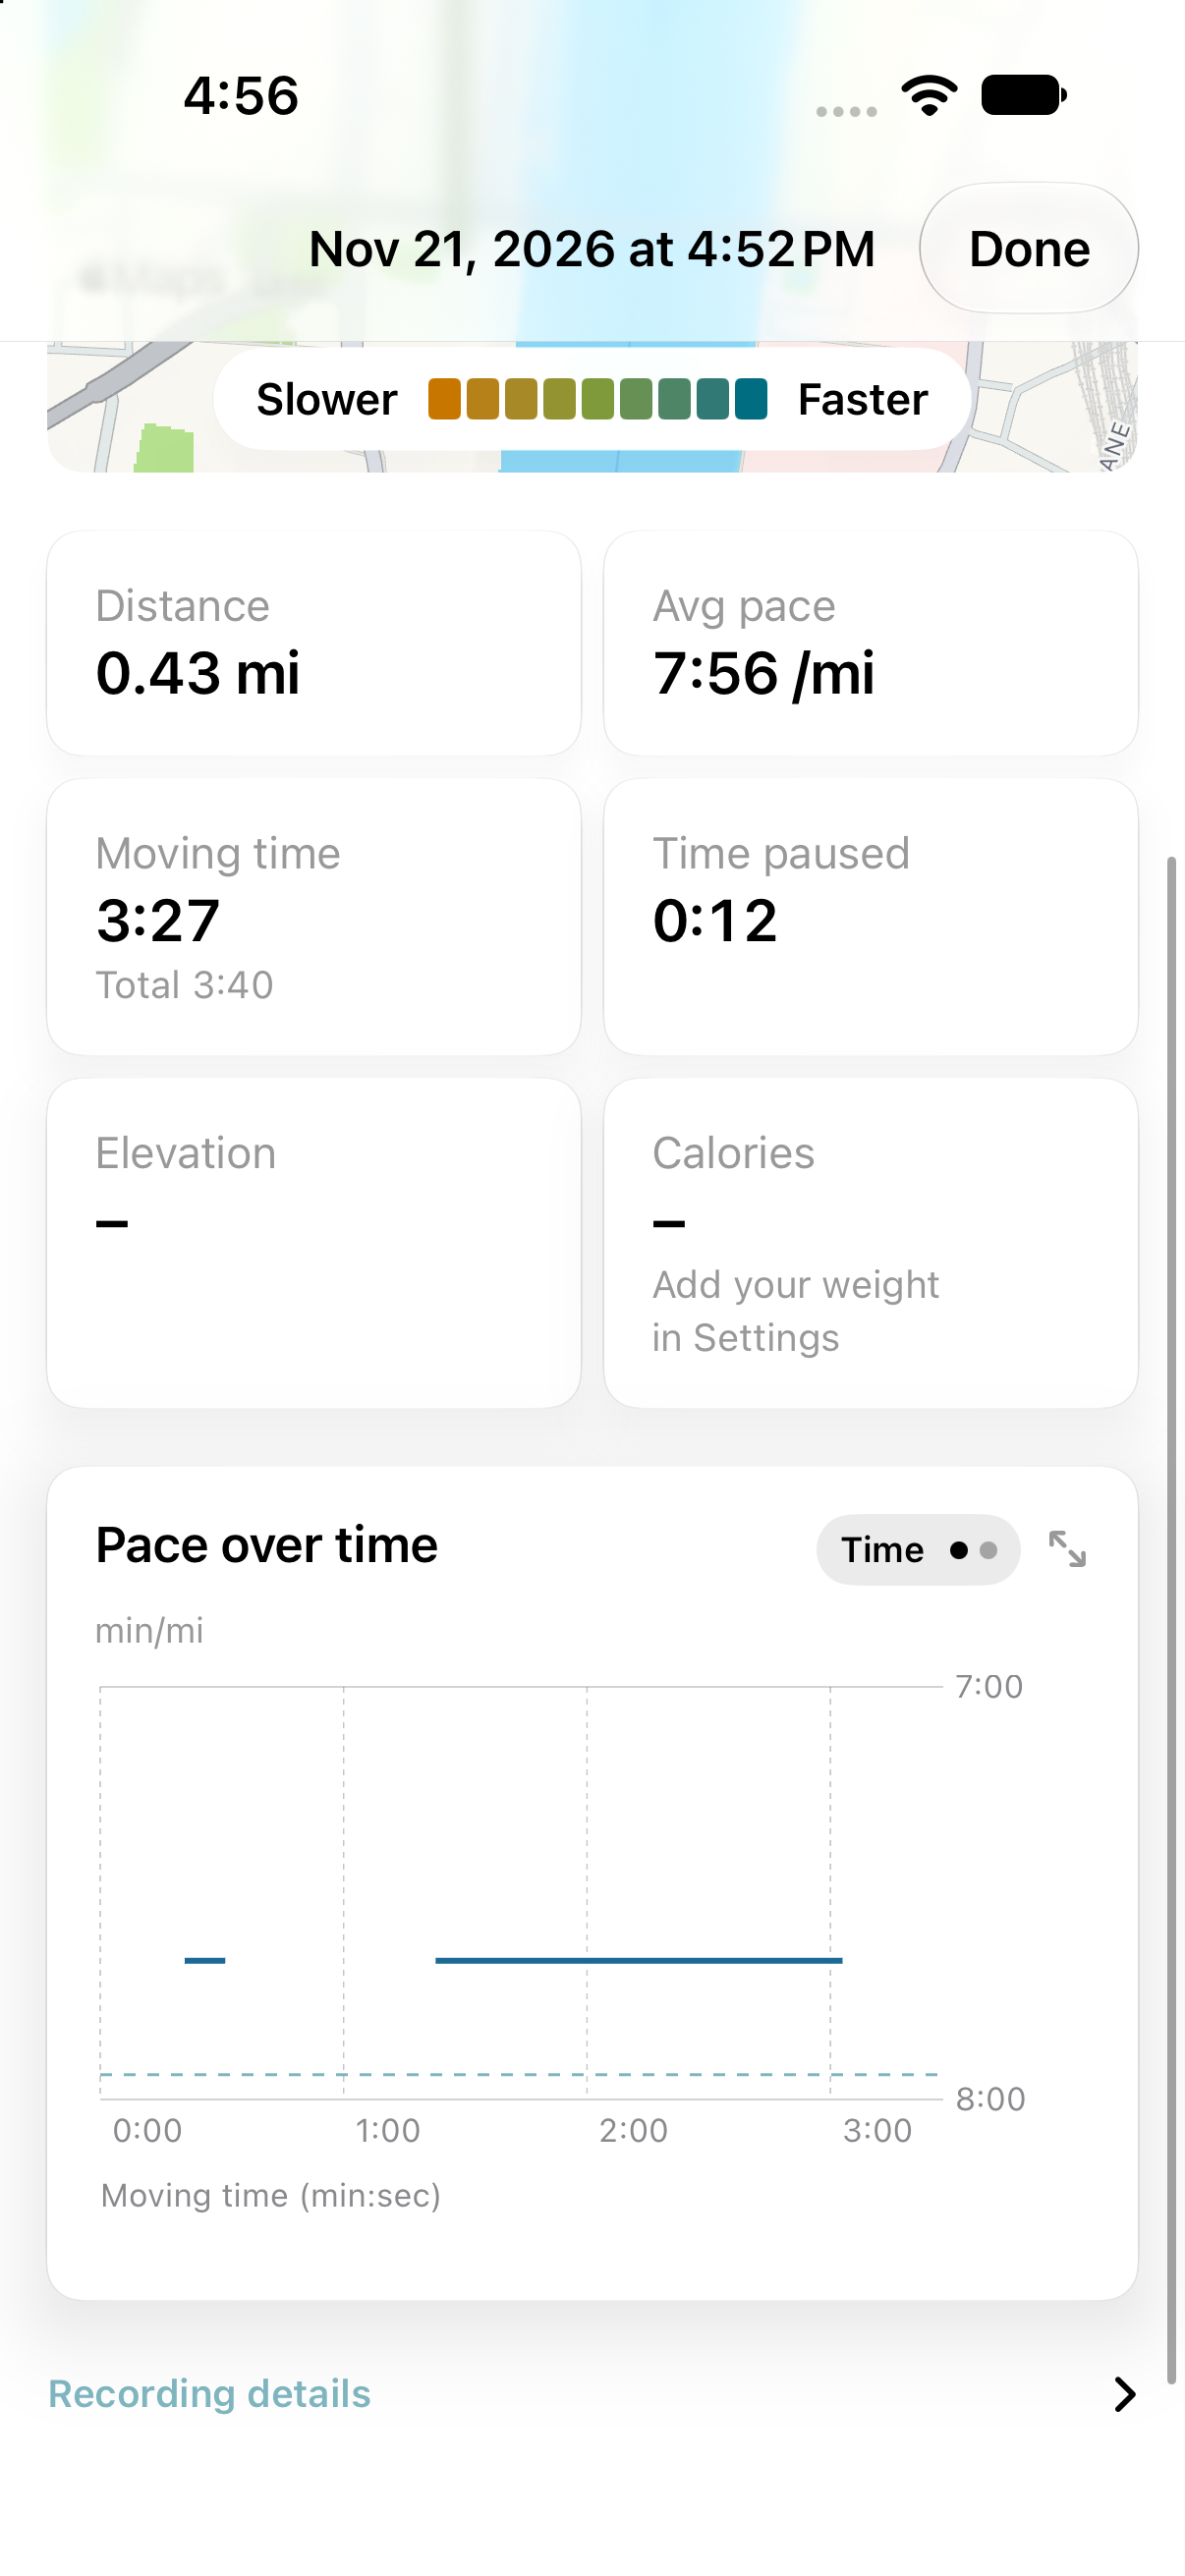 4:56
Nov 21, 2026 at 4:52 PM
Done
Slower
Faster
ANE
Distance
0.43 mi
Avg pace
7:56 /mi
Moving time
3:27
Total 3:40
Time paused
0:12
Elevation
–
Calories
–
Add your weight
in Settings
Pace over time
Time
min/mi
7:00
8:00
0:00
1:00
2:00
3:00
Moving time (min:sec)
Recording details